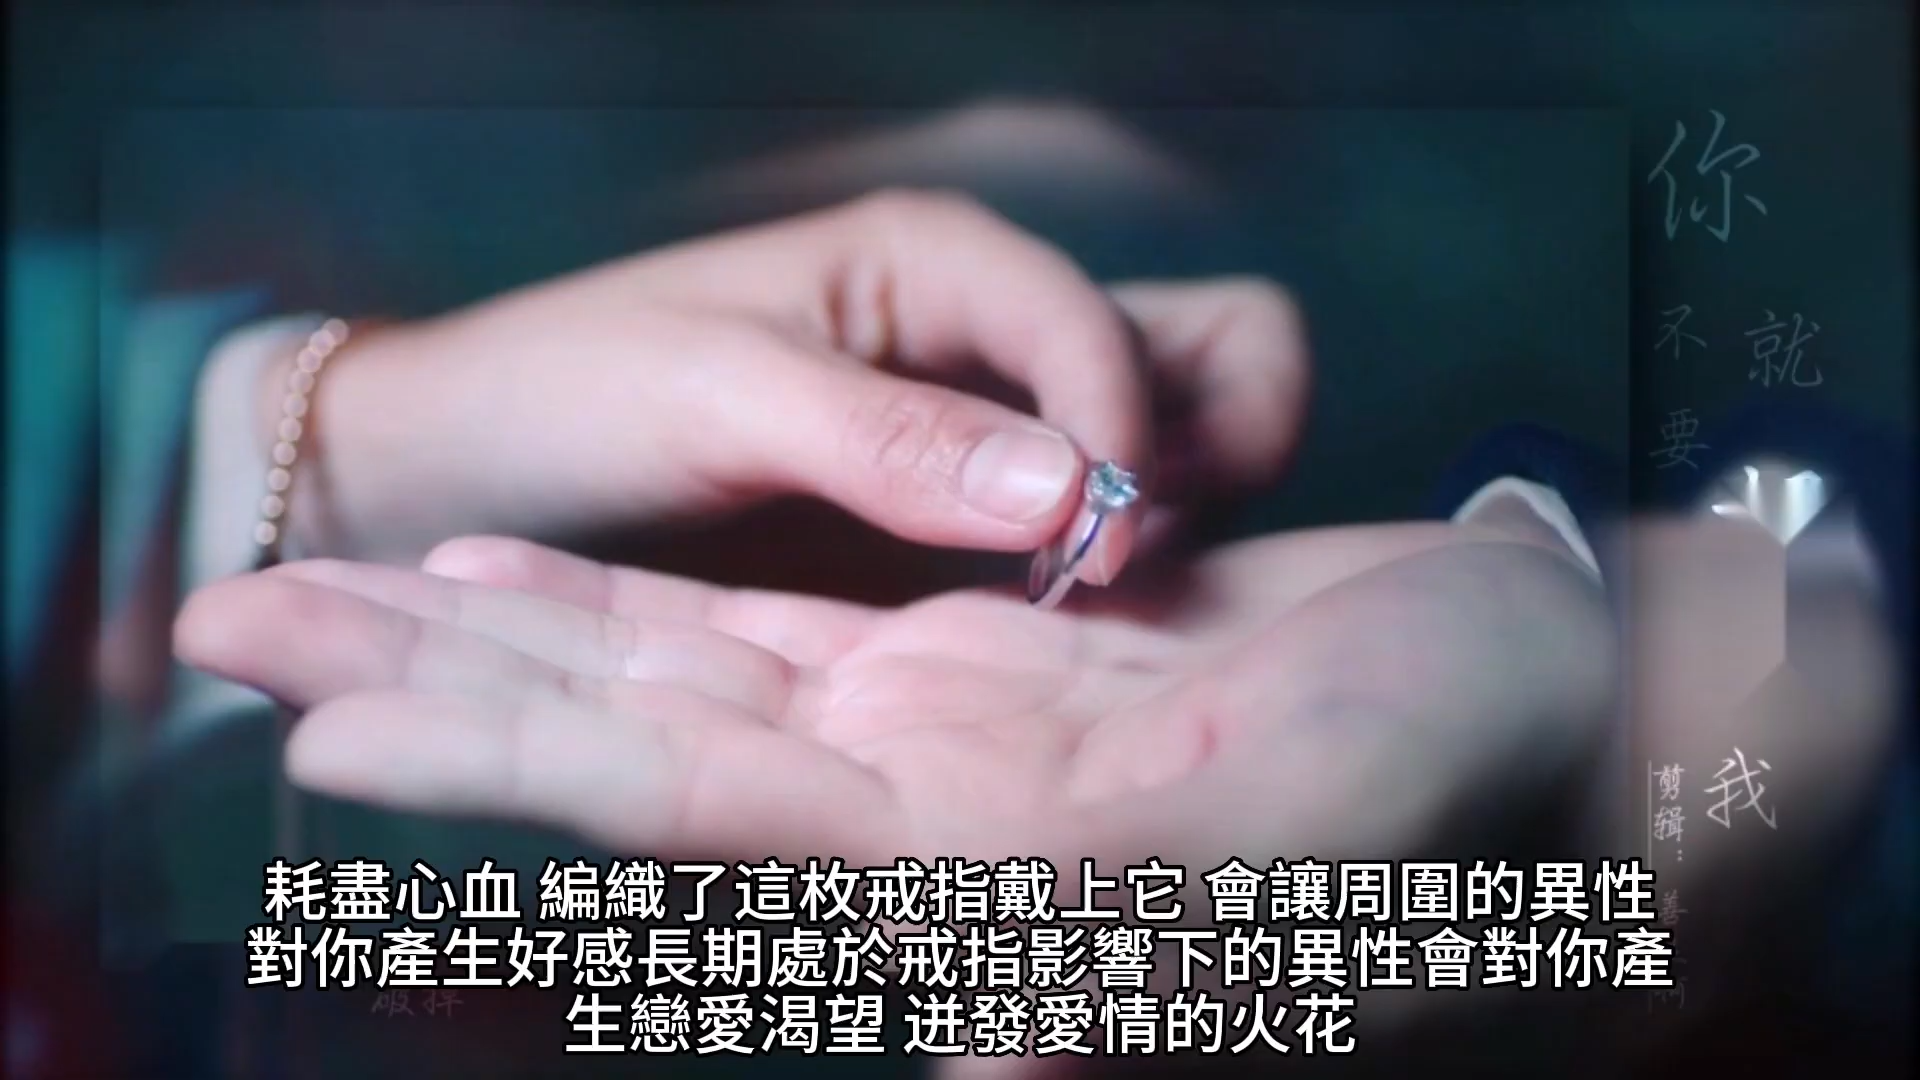 你
不
要
就
我
剪辑：善
耗盡心血 編織了這枚戒指戴上它 會讓周圍的異性
對你產生好感長期處於戒指影響下的異性會對你產
生戀愛渴望 迸發愛情的火花